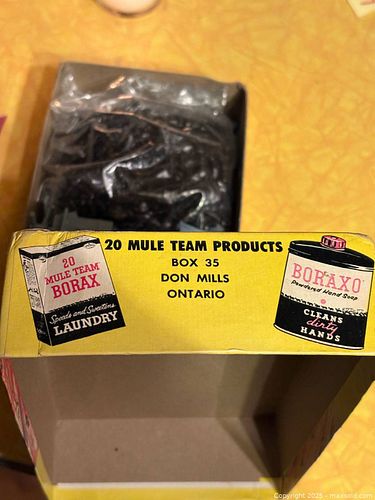 20 MULE TEAM PRODUCTS
BOX 35
DON MILLS
ONTARIO
20
MULE TEAM
BORAX
Speeds and Sweetens
LAUNDRY
BORAXO
Powdered Hand Soap
CLEANS
dirty
HANDS
Copyright 2025 - maxsold.com